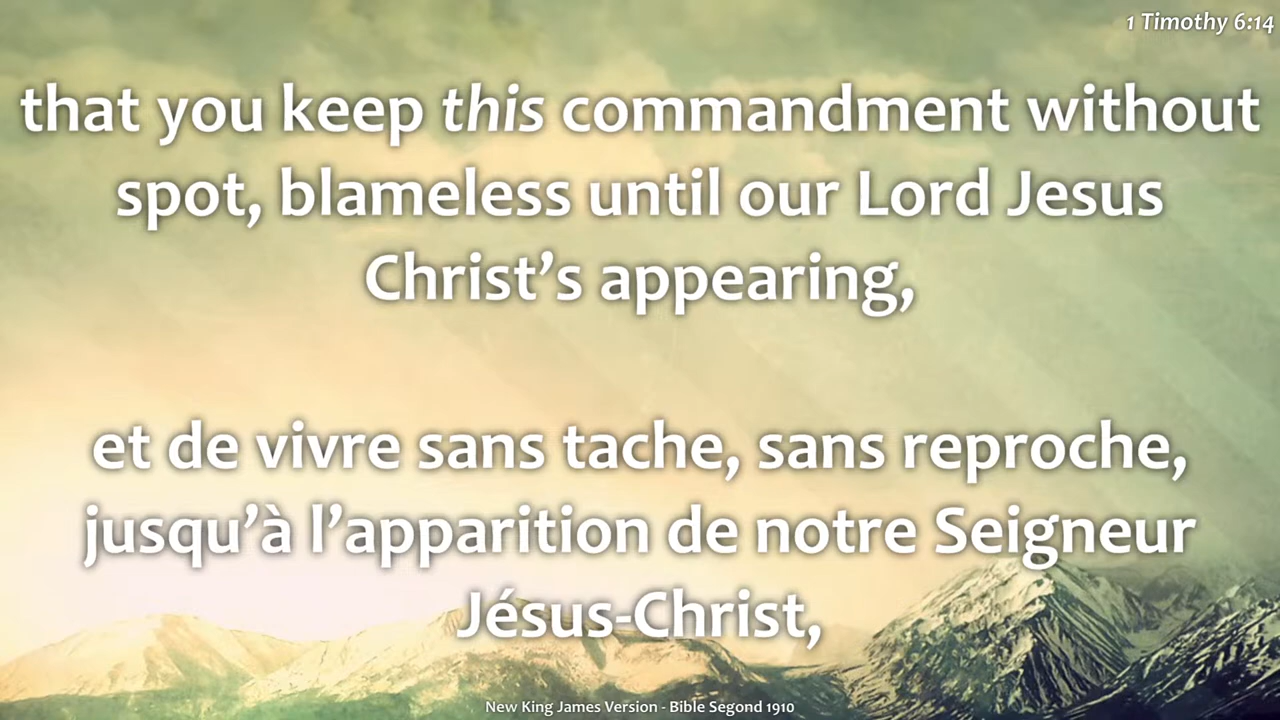 1 Timothy 6:14
that you keep this commandment without
spot, blameless until our Lord Jesus
Christ’s appearing,
et de vivre sans tache, sans reproche,
jusqu’à l’apparition de notre Seigneur
Jésus-Christ,
New King James Version - Bible Segond 1910